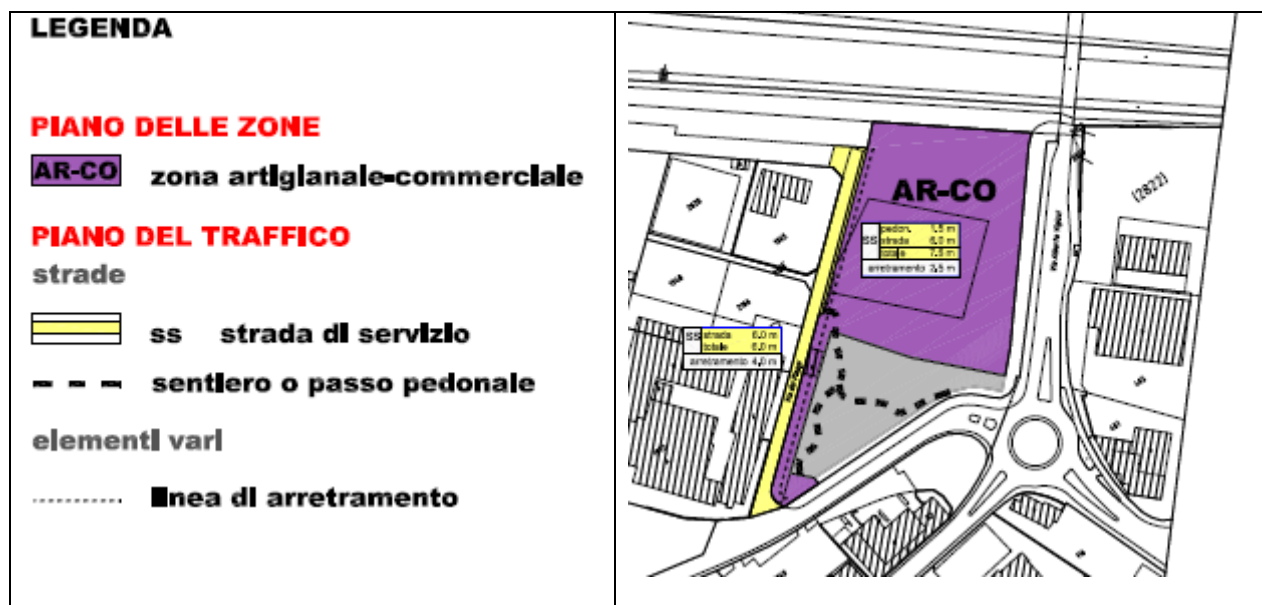 LEGENDA
PIANO DELLE ZONE
AR-CO zona artigianale-commerciale
PIANO DEL TRAFFICO
strade
ss strada di servizio
sentiero o passo pedonale
elementi vari
linea di arretramento
AR-CO
(2822)
pedon. 1,5 m
SS strada 6,0 m
totale 7,5 m
arretramento 7,5 m
SS strada 6,0 m
totale 6,0 m
arretramento 4,0 m